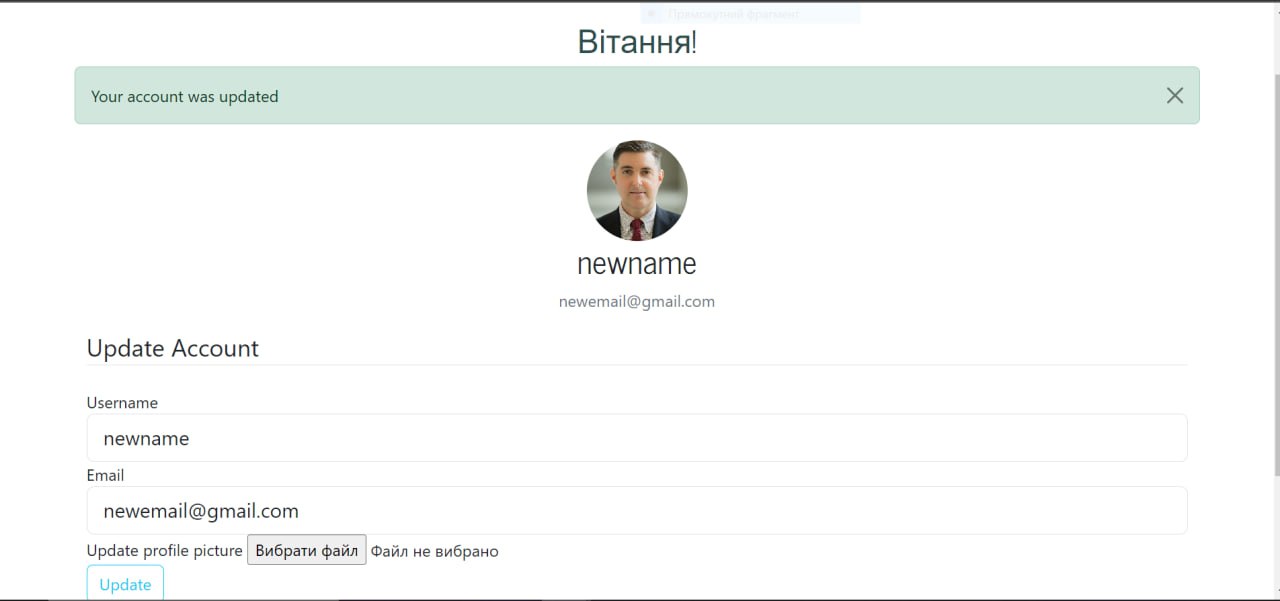 Прямокутний фрагмент
Вітання!
Your account was updated
newname
newemail@gmail.com
Update Account
Username
newname
Email
newemail@gmail.com
Update profile picture Вибрати файл Файл не вибрано
Update